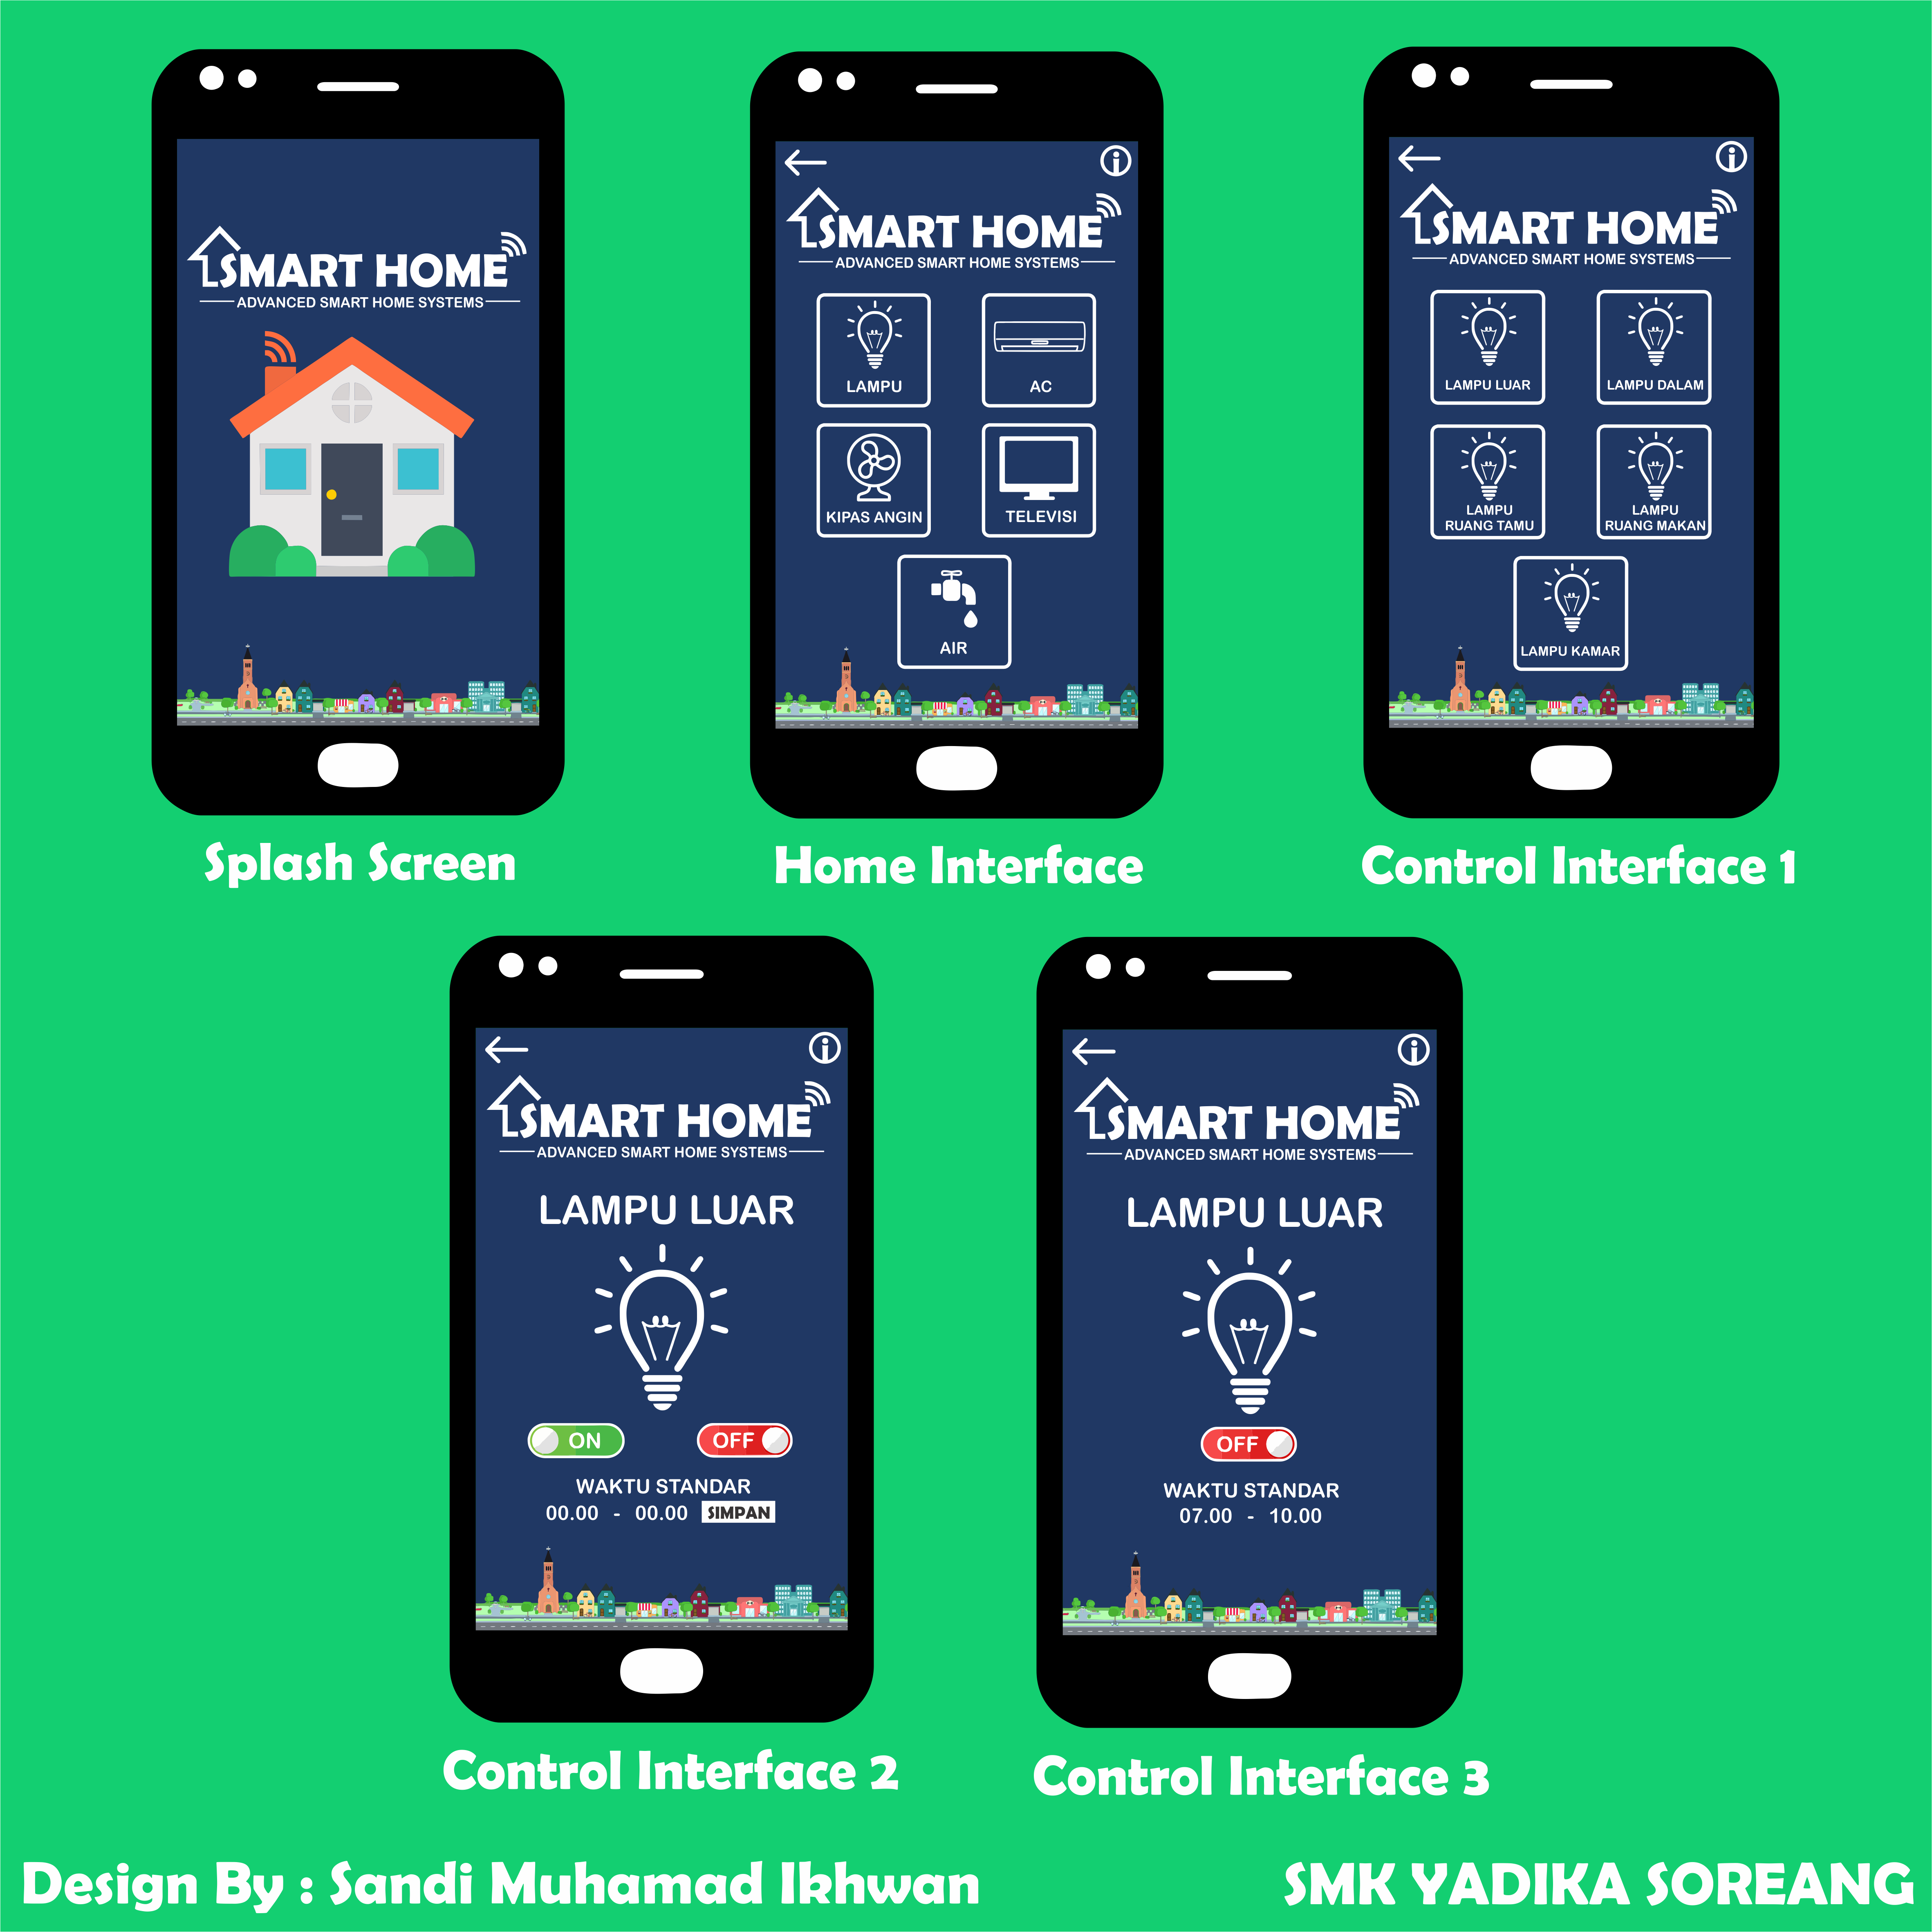 SMART HOME
ADVANCED SMART HOME SYSTEMS
Splash Screen
SMART HOME
ADVANCED SMART HOME SYSTEMS
LAMPU
AC
KIPAS ANGIN
TELEVISI
AIR
Home Interface
SMART HOME
ADVANCED SMART HOME SYSTEMS
LAMPU LUAR
LAMPU DALAM
LAMPU
RUANG TAMU
LAMPU
RUANG MAKAN
LAMPU KAMAR
Control Interface 1
SMART HOME
ADVANCED SMART HOME SYSTEMS
LAMPU LUAR
ON
OFF
WAKTU STANDAR
00.00 - 00.00 SIMPAN
Control Interface 2
SMART HOME
ADVANCED SMART HOME SYSTEMS
LAMPU LUAR
OFF
WAKTU STANDAR
07.00 - 10.00
Control Interface 3
Design By : Sandi Muhamad Ikhwan
SMK YADIKA SOREANG